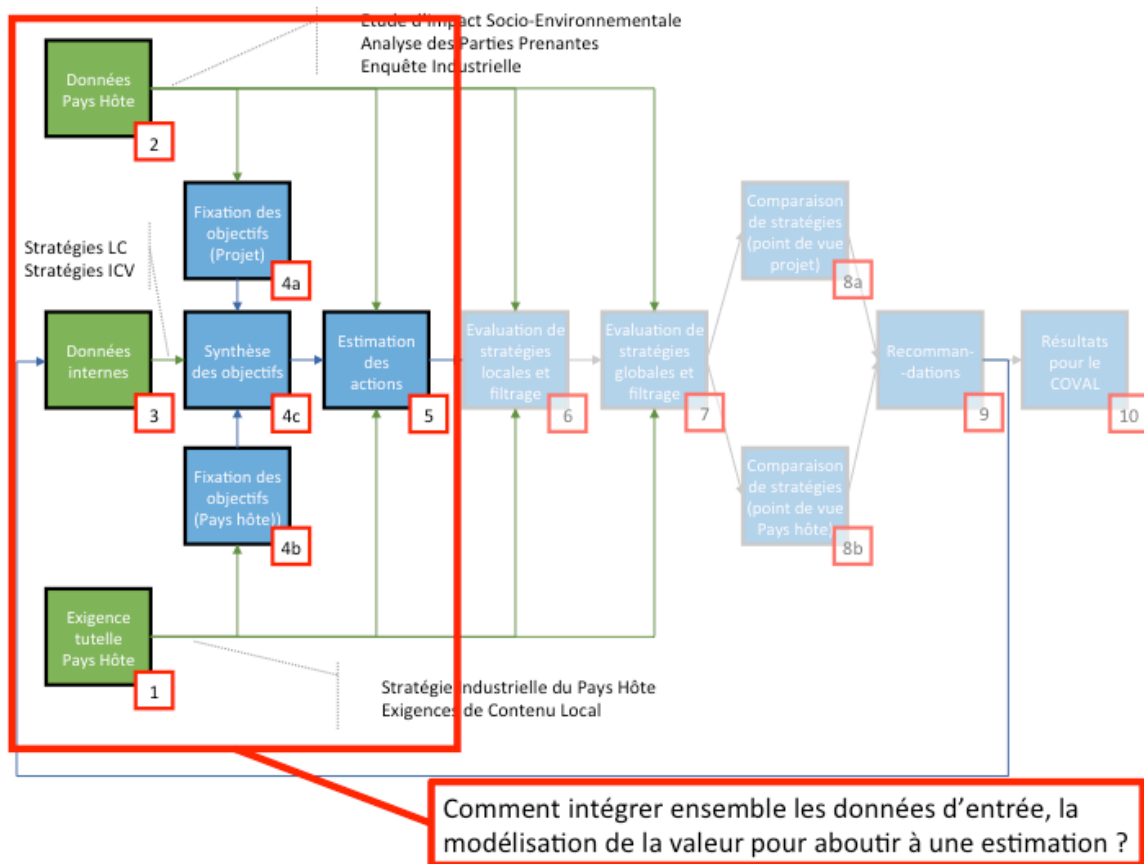 Etude d'Impact Socio-Environnementale
Analyse des Parties Prenantes
Enquête Industrielle
Données
Pays Hôte
2
Fixation des
objectifs
(Projet)
4a
Comparaison
de stratégies
(point de vue
projet)
8a
Stratégies LC
Stratégies ICV
Données
internes
3
Synthèse
des objectifs
4c
Estimation
des
actions
5
Evaluation de
stratégies
locales et
filtrage
6
Evaluation de
stratégies
globales et
filtrage
7
Recomman-
-dations
9
Résultats
pour le
COVAL
10
Fixation des
objectifs
(Pays hôte))
4b
Comparaison
de stratégies
(point de vue
Pays hôte)
8b
Exigence
tutelle
Pays Hôte
1
Stratégie Industrielle du Pays Hôte
Exigences de Contenu Local
Comment intégrer ensemble les données d'entrée, la
modélisation de la valeur pour aboutir à une estimation ?